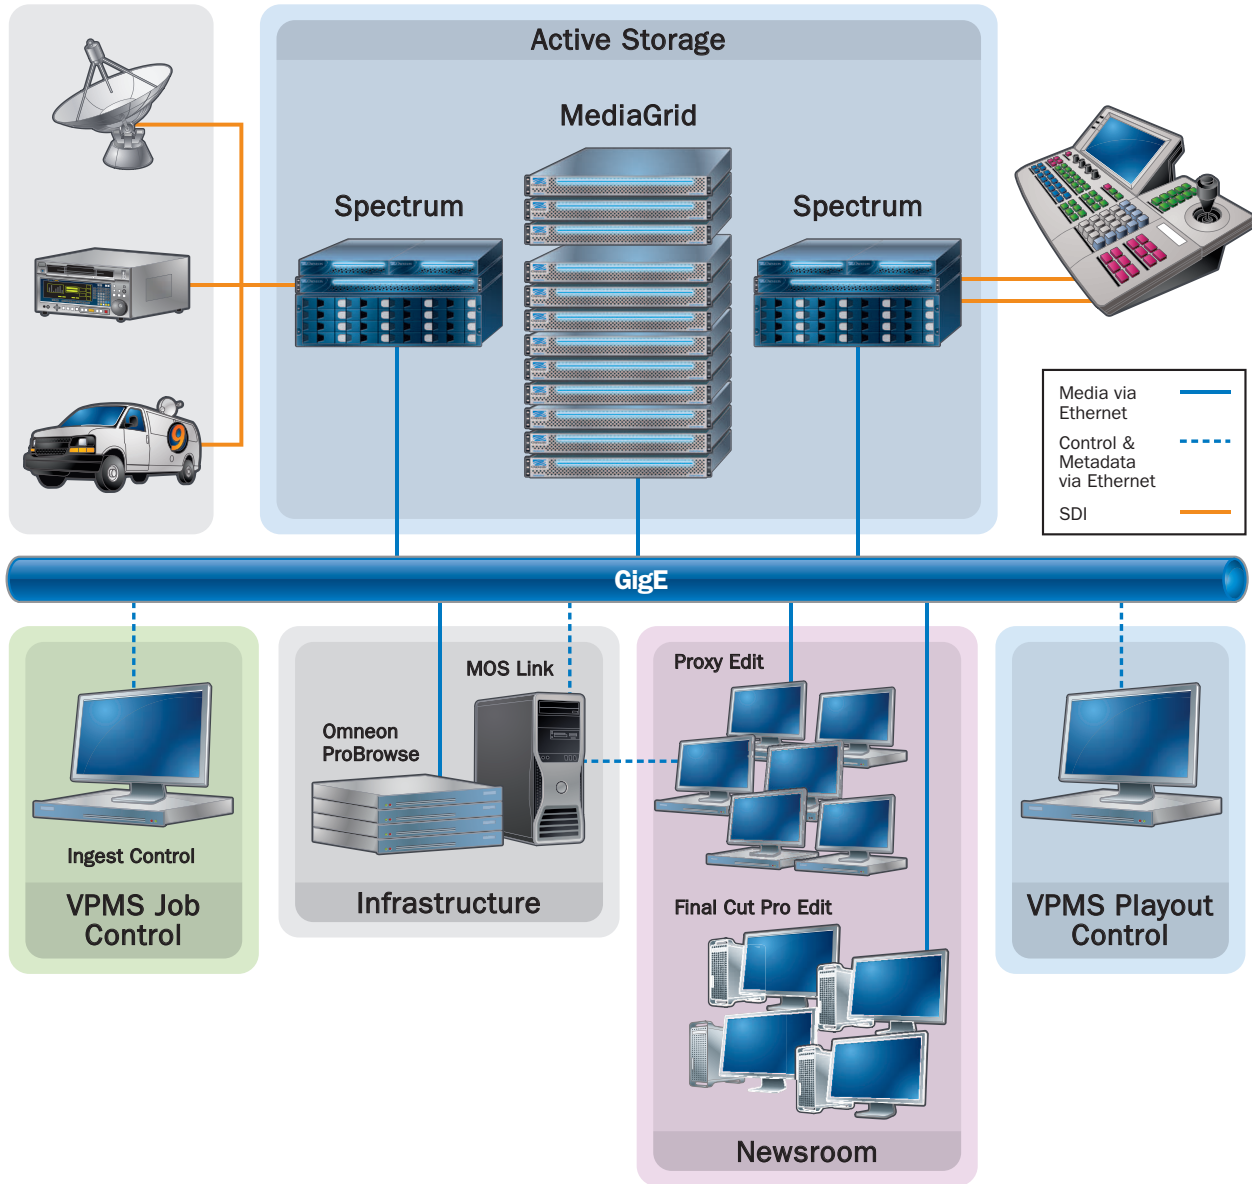 Active Storage
MediaGrid
Spectrum
Spectrum
9
Media via
Ethernet
Control &
Metadata
via Ethernet
SDI
GigE
MOS Link
Omneon
ProBrowse
Proxy Edit
Ingest Control
VPMS Job
Control
Infrastructure
Final Cut Pro Edit
VPMS Playout
Control
Newsroom